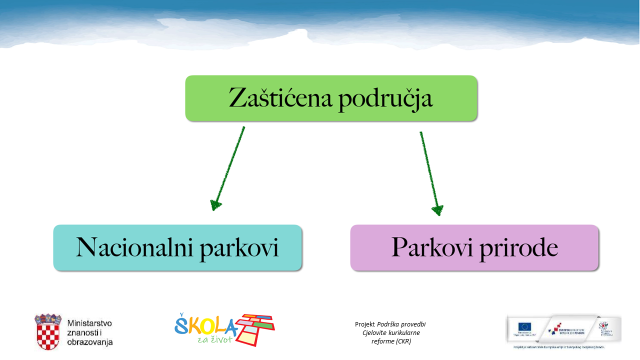 Zaštićena područja
Nacionalni parkovi
Parkovi prirode
Ministarstvo
znanosti i
obrazovanja
ŠKOLA
za život
Projekt Podrška provedbi
Cjelovite kurikularne
reforme (CKR)